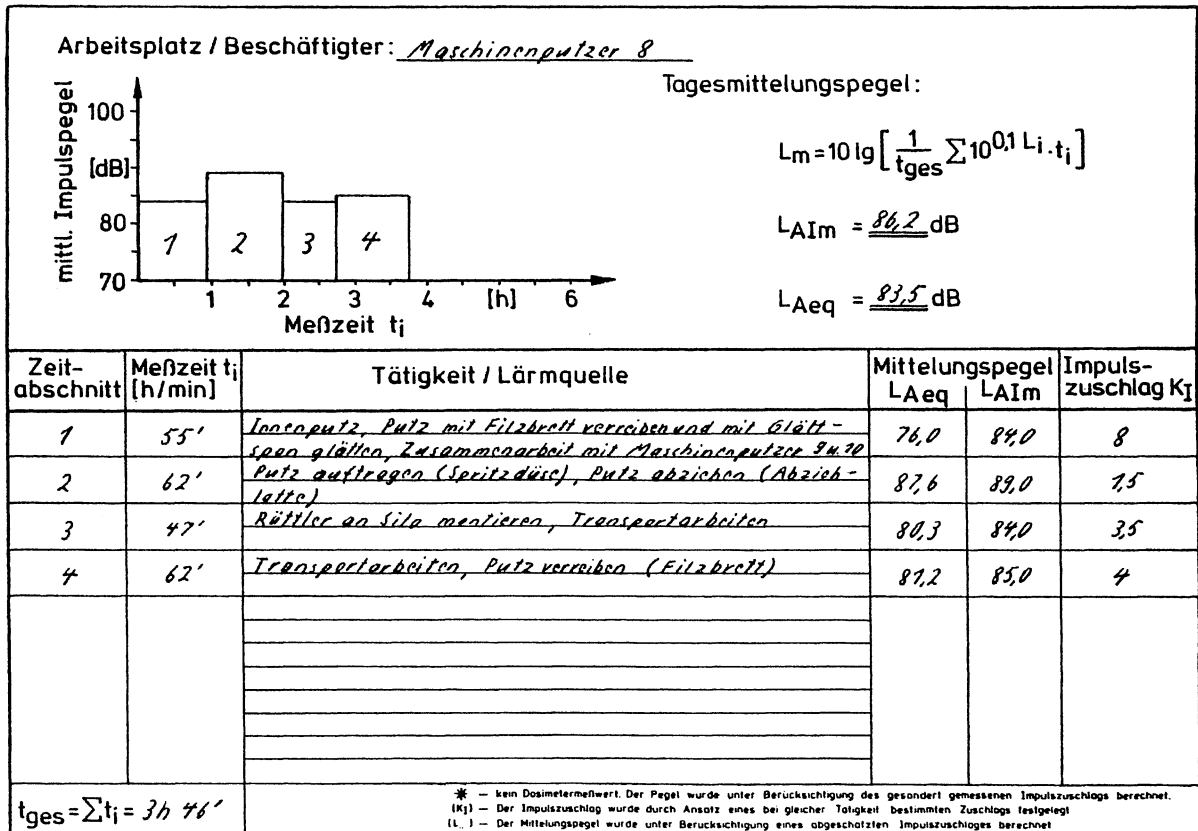 Arbeitsplatz / Beschäftigter: Maschinenputzer 8
mittl. Impulspegel
[dB]
100
80
70
1 2 3 4
1 2 3 4 [h] 6
Meßzeit ti
Tagesmittelungspegel:
Lm = 10 lg [ 1/tges ∑ 10^0,1 Li · ti ]
LAIm = 86,2 dB
LAeq = 83,5 dB
Zeit-abschnitt Meßzeit ti [h/min] Tätigkeit / Lärmquelle Mittelungspegel LAeq LAIm Impuls-zuschlag KI
1 55' Innenputz, Putz mit Filzbrett verreiben und mit Glätt-
span glätten, Zusammenarbeit mit Maschinenputzer 9 u. 10 76,0 84,0 8
2 62' Putz auftragen (Spritzdüse), Putz abziehen (Abzieh-
latte) 87,6 89,0 1,5
3 47' Rüttler an Silo montieren, Transportarbeiten 80,3 84,0 3,5
4 62' Transportarbeiten, Putz verreiben (Filzbrett) 81,2 85,0 4
tges = ∑ti = 3h 46'
* – kein Dosimetermeßwert. Der Pegel wurde unter Berücksichtigung des gesondert gemessenen Impulszuschlags berechnet.
(KI) – Der Impulszuschlag wurde durch Ansatz eines bei gleicher Tätigkeit bestimmten Zuschlags festgelegt
(L..) – Der Mittelungspegel wurde unter Berücksichtigung eines abgeschätzten Impulszuschlages berechnet